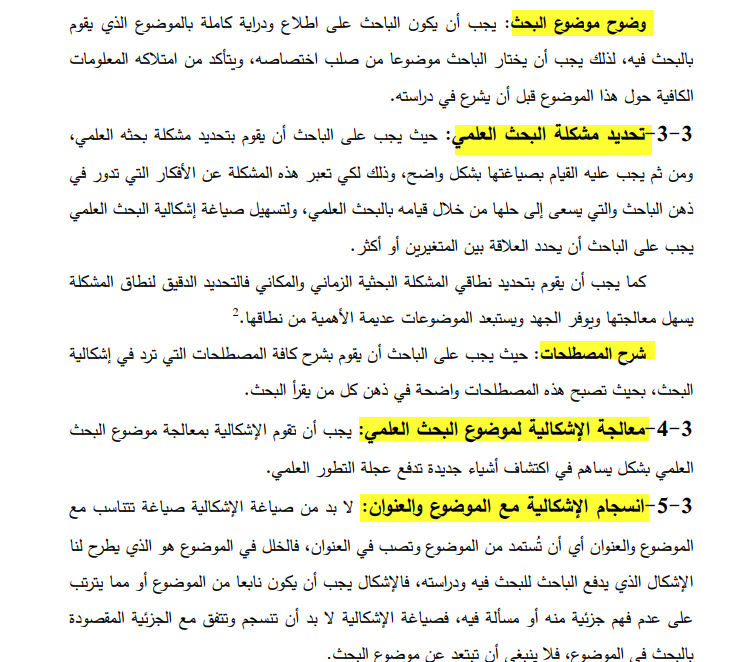 وضوح موضوع البحث: يجب أن يكون الباحث على اطلاع ودراية كاملة بالموضوع الذي يقوم
بالبحث فيه، لذلك يجب أن يختار الباحث موضوعا من صلب اختصاصه، ويتأكد من امتلاكه المعلومات
الكافية حول هذا الموضوع قبل أن يشرع في دراسته.
3-3-تحديد مشكلة البحث العلمي: حيث يجب على الباحث أن يقوم بتحديد مشكلة بحثه العلمي،
ومن ثم يجب عليه القيام بصياغتها بشكل واضح، وذلك لكي تعبر هذه المشكلة عن الأفكار التي تدور في
ذهن الباحث والتي يسعى إلى حلها من خلال قيامه بالبحث العلمي، ولتسهيل صياغة إشكالية البحث العلمي
يجب على الباحث أن يحدد العلاقة بين المتغيرين أو أكثر.
كما يجب أن يقوم بتحديد نطاقي المشكلة البحثية الزماني والمكاني فالتحديد الدقيق لنطاق المشكلة
يسهل معالجتها ويوفر الجهد ويستبعد الموضوعات عديمة الأهمية من نطاقها.2
شرح المصطلحات: حيث يجب على الباحث أن يقوم بشرح كافة المصطلحات التي ترد في إشكالية
البحث، بحيث تصبح هذه المصطلحات واضحة في ذهن كل من يقرأ البحث.
3-4-معالجة الإشكالية لموضوع البحث العلمي: يجب أن تقوم الإشكالية بمعالجة موضوع البحث
العلمي بشكل يساهم في اكتشاف أشياء جديدة تدفع عجلة التطور العلمي.
3-5-انسجام الإشكالية مع الموضوع والعنوان: لا بد من صياغة الإشكالية صياغة تتناسب مع
الموضوع والعنوان أي أن تُستمد من الموضوع وتصب في العنوان، فالخلل في الموضوع هو الذي يطرح لنا
الإشكال الذي يدفع الباحث للبحث فيه ودراسته، فالإشكال يجب أن يكون نابعا من الموضوع أو مما يترتب
على عدم فهم جزئية منه أو مسألة فيه، فصياغة الإشكالية لا بد أن تنسجم وتتفق مع الجزئية المقصودة
بالبحث في الموضوع، فلا ينبغي أن تبتعد عن موضوع البحث.